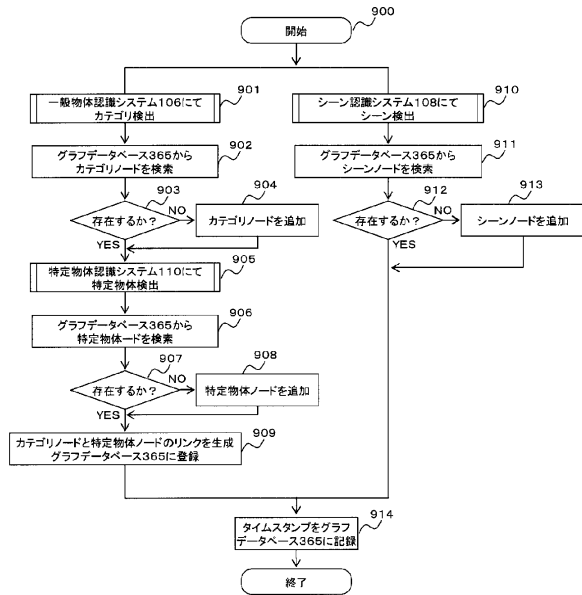 開始
900
一般物体認識システム106にて
カテゴリ検出
901
グラフデータベース365から
カテゴリノードを検索
902
存在するか？
903
NO
YES
カテゴリノードを追加
904
特定物体認識システム110にて
特定物体検出
905
グラフデータベース365から
特定物体ードを検索
906
存在するか？
907
NO
YES
特定物体ノードを追加
908
カテゴリノードと特定物体ノードのリンクを生成
グラフデータベース365に登録
909
シーン認識システム108にて
シーン検出
910
グラフデータベース365から
シーンノードを検索
911
存在するか？
912
NO
YES
シーンノードを追加
913
タイムスタンプをグラフ
データベース365に記録
914
終了